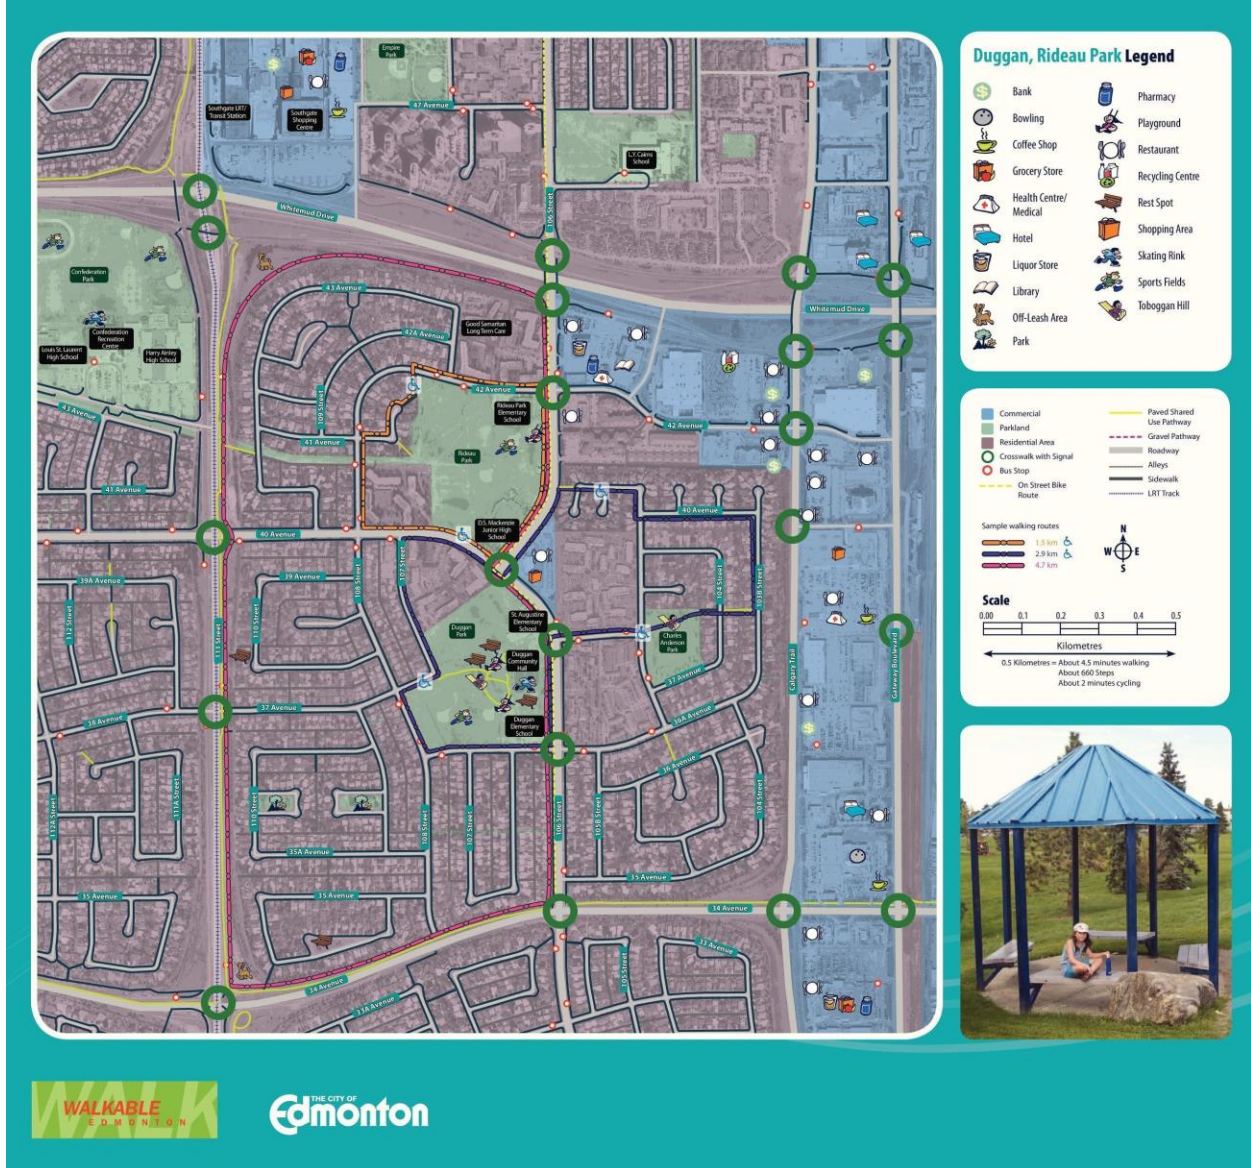 Duggan, Rideau Park Legend
Bank
Bowling
Coffee Shop
Grocery Store
Health Centre/
Medical
Hotel
Liquor Store
Library
Off-Leash Area
Park
Pharmacy
Playground
Restaurant
Recycling Centre
Rest Spot
Shopping Area
Skating Rink
Sports Fields
Toboggan Hill
Commercial
Parkland
Residential Area
Crosswalk with Signal
Bus Stop
On Street Bike
Route
Paved Shared
Use Pathway
Gravel Pathway
Roadway
Alleys
Sidewalk
LRT Track
Sample walking routes
1.5 km
2.9 km
4.7 km
N
W E
S
Scale
0.00 0.1 0.2 0.3 0.4 0.5
Kilometres
0.5 Kilometres = About 4.5 minutes walking
About 660 Steps
About 2 minutes cycling
Empire
Park
47 Avenue
Southgate LRT/
Transit Station
Southgate
Shopping
Centre
L.Y. Cairns
School
106 Street
Whitemud Drive
Confederation
Park
Confederation
Recreation
Centre
Louis St. Laurent
High School
Harry Ainley
High School
43 Avenue
42A Avenue
Good Samaritan
Long Term Care
Whitemud Drive
43 Avenue
109 Street
41 Avenue
42 Avenue
Rideau Park
Elementary
School
Rideau
Park
42 Avenue
41 Avenue
40 Avenue
D.S. Mackenzie
Junior High
School
40 Avenue
39A Avenue
39 Avenue
112 Street
110 Street
108 Street
107 Street
104 Street
103B Street
111 Street
Duggan
Park
St. Augustine
Elementary
School
Duggan
Community
Hall
Charles
Anderson
Park
Calgary Trail
Gateway Boulevard
37 Avenue
38 Avenue
37 Avenue
Duggan
Elementary
School
36A Avenue
36 Avenue
112A Street
111A Street
110 Street
108 Street
107 Street
106 Street
105B Street
104 Street
35A Avenue
35 Avenue
35 Avenue
35 Avenue
34 Avenue
34 Avenue
33A Avenue
105 Street
33 Avenue
WALK
WALKABLE
EDMONTON
THE CITY OF
Edmonton